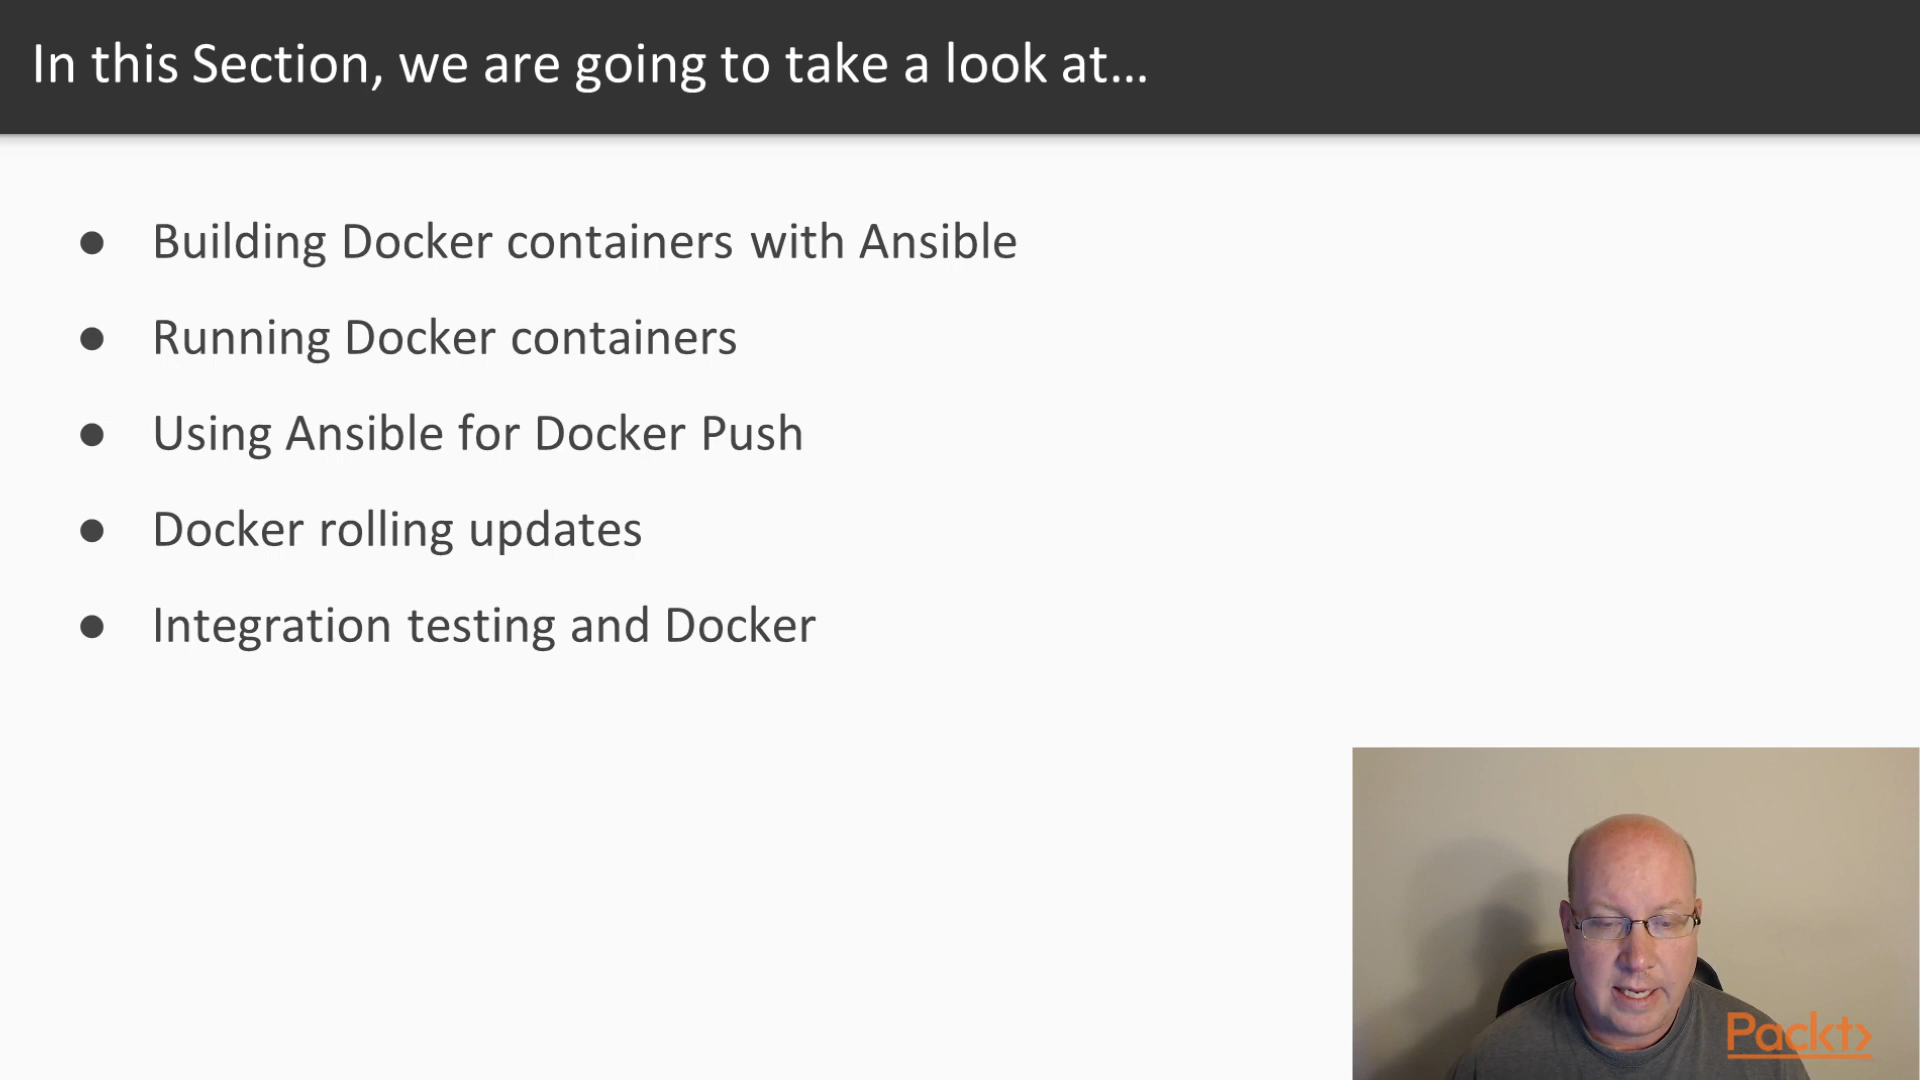 In this Section, we are going to take a look at...
● Building Docker containers with Ansible
● Running Docker containers
● Using Ansible for Docker Push
● Docker rolling updates
● Integration testing and Docker
Packt>